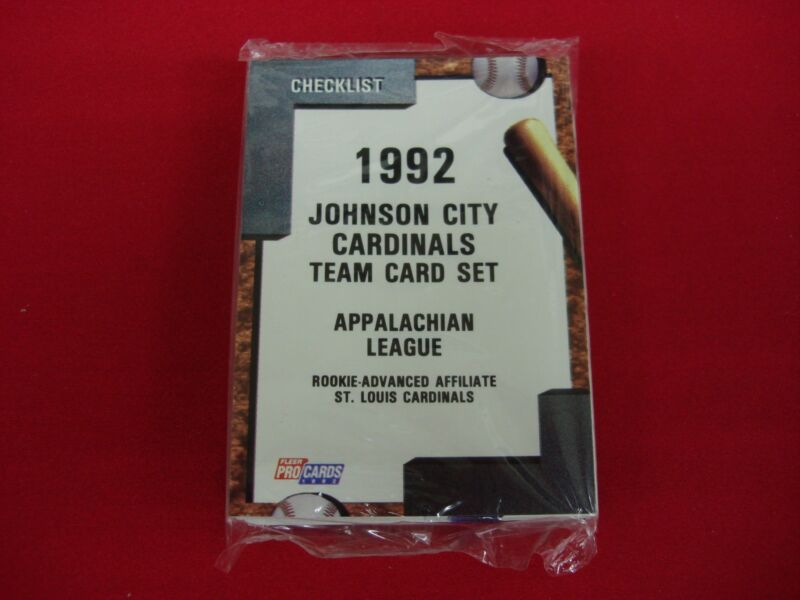 CHECKLIST
1992
JOHNSON CITY
CARDINALS
TEAM CARD SET
APPALACHIAN
LEAGUE
ROOKIE-ADVANCED AFFILIATE
ST. LOUIS CARDINALS
FLEER
PRO CARDS
1992